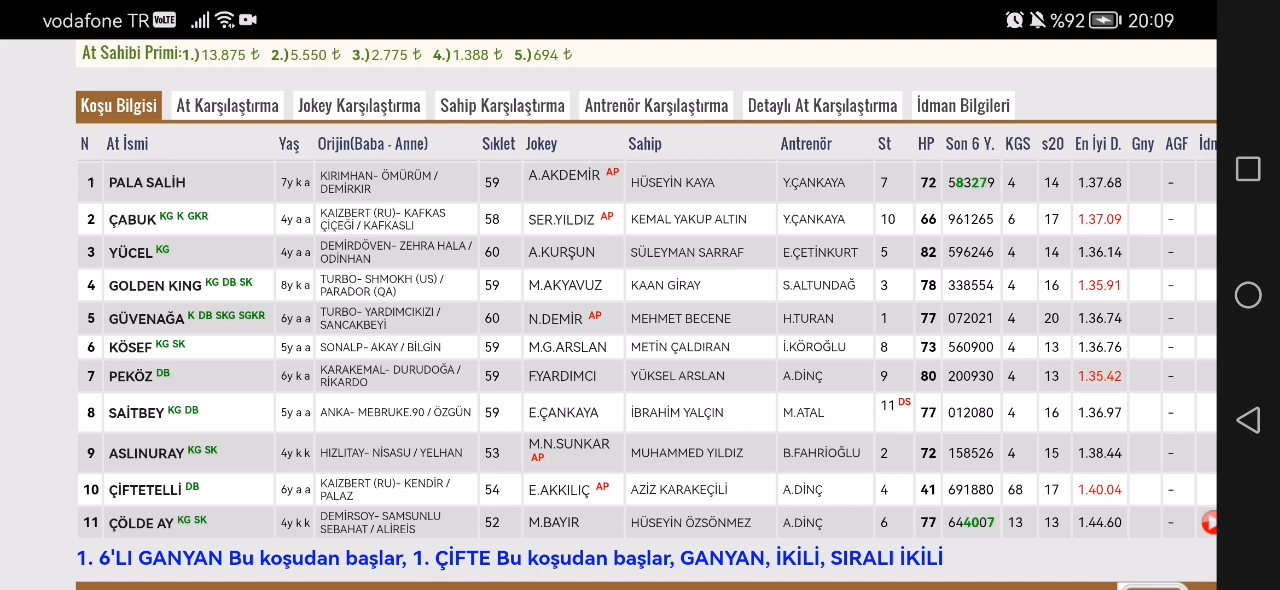 vodafone TR VoLTE %92 20:09
At Sahibi Primi:1.)13.875 ₺ 2.)5.550 ₺ 3.)2.775 ₺ 4.)1.388 ₺ 5.)694 ₺
Koşu Bilgisi At Karşılaştırma Jokey Karşılaştırma Sahip Karşılaştırma Antrenör Karşılaştırma Detaylı At Karşılaştırma İdman Bilgileri
N At İsmi Yaş Orijin(Baba - Anne) Sıklet Jokey Sahip Antrenör St HP Son 6 Y. KGS s20 En İyi D. Gny AGF İdn
1 PALA SALİH 7y k a KIRIMHAN- ÖMÜRÜM / DEMİRKIR 59 A.AKDEMİR AP HÜSEYİN KAYA Y.ÇANKAYA 7 72 583279 4 14 1.37.68 -
2 ÇABUK KG K GKR 4y a a KAIZBERT (RU)- KAFKAS ÇİÇEĞİ / KAFKASLI 58 SER.YILDIZ AP KEMAL YAKUP ALTIN Y.ÇANKAYA 10 66 961265 6 17 1.37.09 -
3 YÜCEL KG 4y a a DEMİRDÖVEN- ZEHRA HALA / ODİNHAN 60 A.KURŞUN SÜLEYMAN SARRAF E.ÇETİNKURT 5 82 596246 4 14 1.36.14 -
4 GOLDEN KING KG DB SK 8y k a TURBO- SHMOKH (US) / PARADOR (QA) 59 M.AKYAVUZ KAAN GİRAY S.ALTUNDAĞ 3 78 338554 4 16 1.35.91 -
5 GÜVENAĞA K DB SKG SGKR 6y a a TURBO- YARDIMCIKIZI / SANCAKBEYİ 60 N.DEMİR AP MEHMET BECENE H.TURAN 1 77 072021 4 20 1.36.74 -
6 KÖSEF KG SK 5y a a SONALP- AKAY / BİLGİN 59 M.G.ARSLAN METİN ÇALDIRAN İ.KÖROĞLU 8 73 560900 4 13 1.36.76 -
7 PEKÖZ DB 6y k a KARAKEMAL- DURUDOĞA / RİKARDO 59 F.YARDIMCI YÜKSEL ARSLAN A.DİNÇ 9 80 200930 4 13 1.35.42 -
8 SAİTBEY KG DB 5y a a ANKA- MEBRUKE.90 / ÖZGÜN 59 E.ÇANKAYA İBRAHİM YALÇIN M.ATAL 11 DS 77 012080 4 16 1.36.97 -
9 ASLINURAY KG SK 4y k k HIZLITAY- NİSASU / YELHAN 53 M.N.SUNKAR AP MUHAMMED YILDIZ B.FAHRİOĞLU 2 72 158526 4 15 1.38.44 -
10 ÇİFTETELLİ DB 6y a a KAIZBERT (RU)- KENDİR / PALAZ 54 E.AKKILIÇ AP AZİZ KARAKEÇİLİ A.DİNÇ 4 41 691880 68 17 1.40.04 -
11 ÇÖLDE AY KG SK 4y k k DEMİRSOY- SAMSUNLU SEBAHAT / ALİREİS 52 M.BAYIR HÜSEYİN ÖZSÖNMEZ A.DİNÇ 6 77 644007 13 13 1.44.60 -
1. 6'LI GANYAN Bu koşudan başlar, 1. ÇİFTE Bu koşudan başlar, GANYAN, İKİLİ, SIRALI İKİLİ